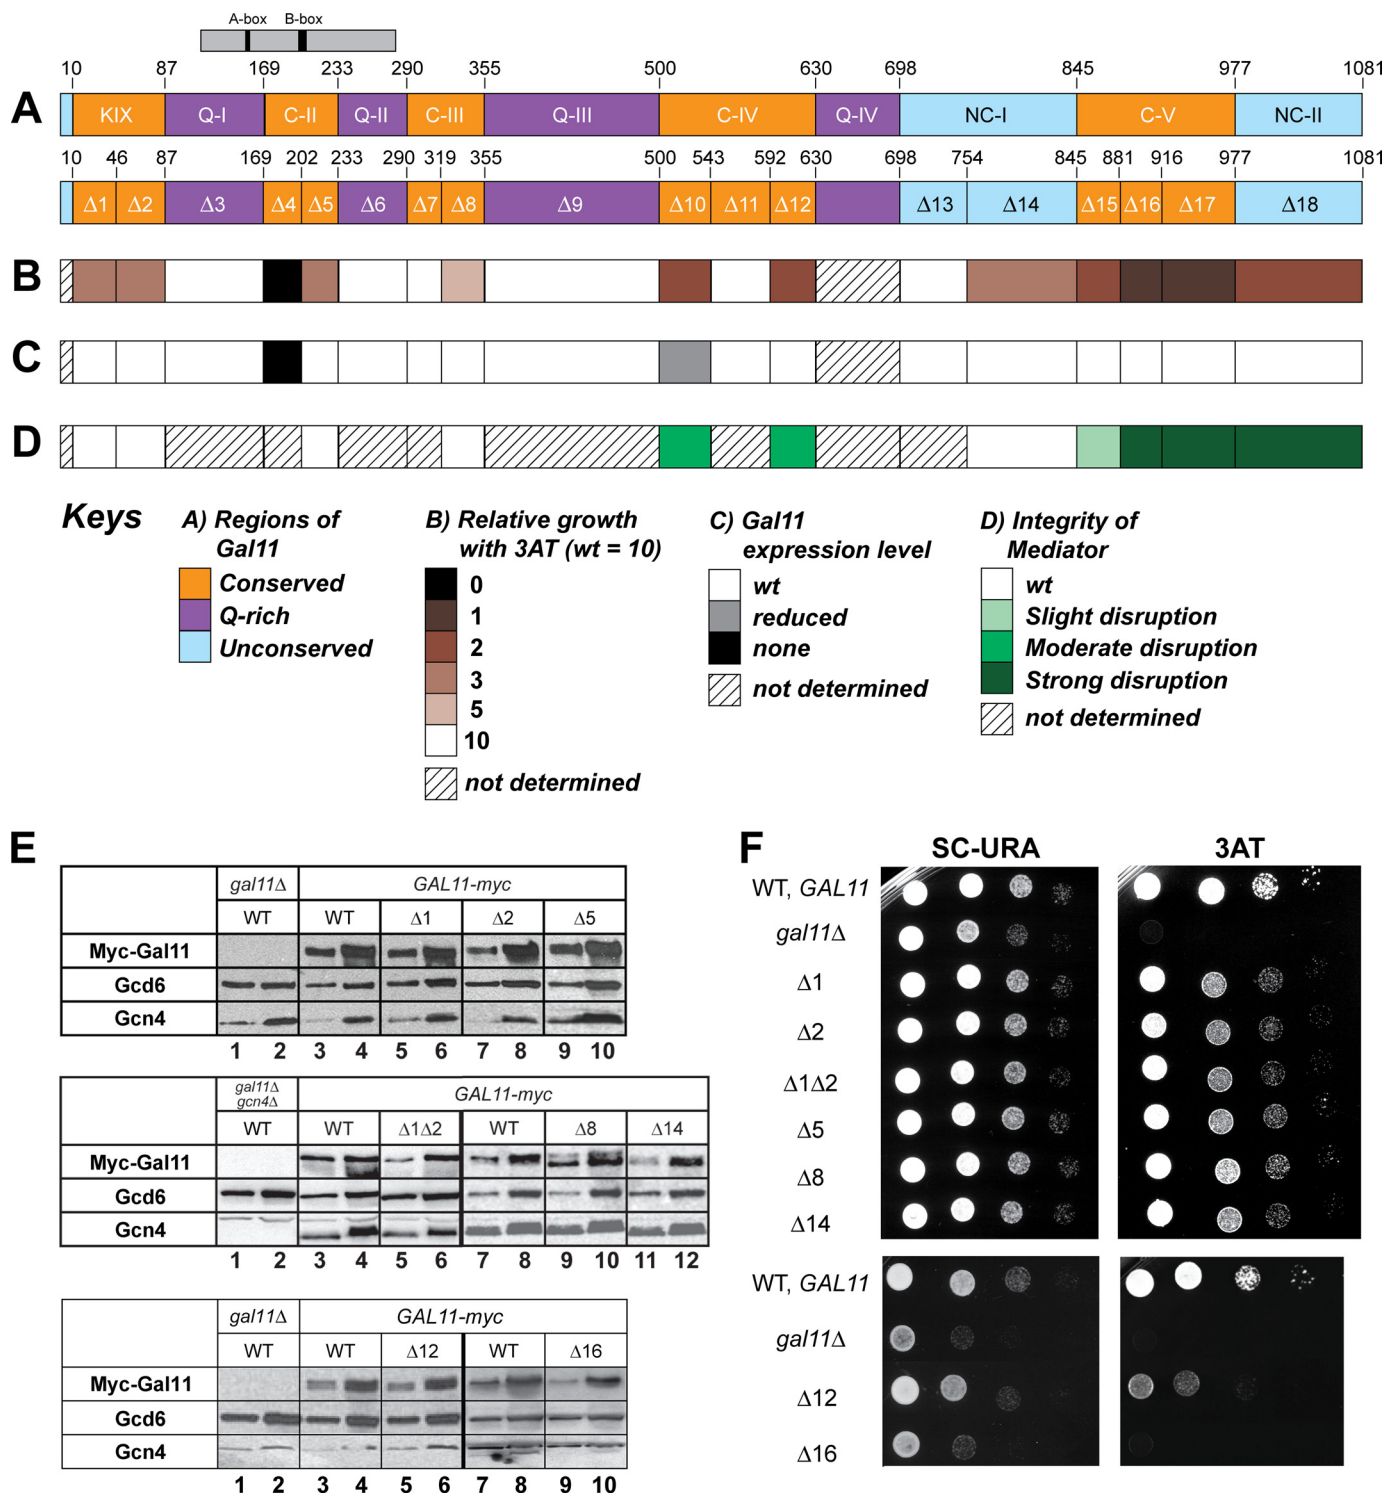 A-box B-box
10 87 169 233 290 355 500 630 698 845 977 1081
A KIX Q-I C-II Q-II C-III Q-III C-IV Q-IV NC-I C-V NC-II
10 46 87 169 202 233 290 319 355 500 543 592 630 698 754 845 881 916 977 1081
Δ1 Δ2 Δ3 Δ4 Δ5 Δ6 Δ7 Δ8 Δ9 Δ10 Δ11 Δ12 Δ13 Δ14 Δ15 Δ16 Δ17 Δ18
B
C
D
Keys
A) Regions of
Gal11
Conserved
Q-rich
Unconserved
B) Relative growth
with 3AT (wt = 10)
0
1
2
3
5
10
not determined
C) Gal11
expression level
wt
reduced
none
not determined
D) Integrity of
Mediator
wt
Slight disruption
Moderate disruption
Strong disruption
not determined
E
gal11Δ GAL11-myc
WT WT Δ1 Δ2 Δ5
Myc-Gal11
Gcd6
Gcn4
1 2 3 4 5 6 7 8 9 10
gal11Δ
gcn4Δ
GAL11-myc
WT WT Δ1Δ2 WT Δ8 Δ14
Myc-Gal11
Gcd6
Gcn4
1 2 3 4 5 6 7 8 9 10 11 12
gal11Δ GAL11-myc
WT WT Δ12 WT Δ16
Myc-Gal11
Gcd6
Gcn4
1 2 3 4 5 6 7 8 9 10
F
SC-URA 3AT
WT, GAL11
gal11Δ
Δ1
Δ2
Δ1Δ2
Δ5
Δ8
Δ14
WT, GAL11
gal11Δ
Δ12
Δ16